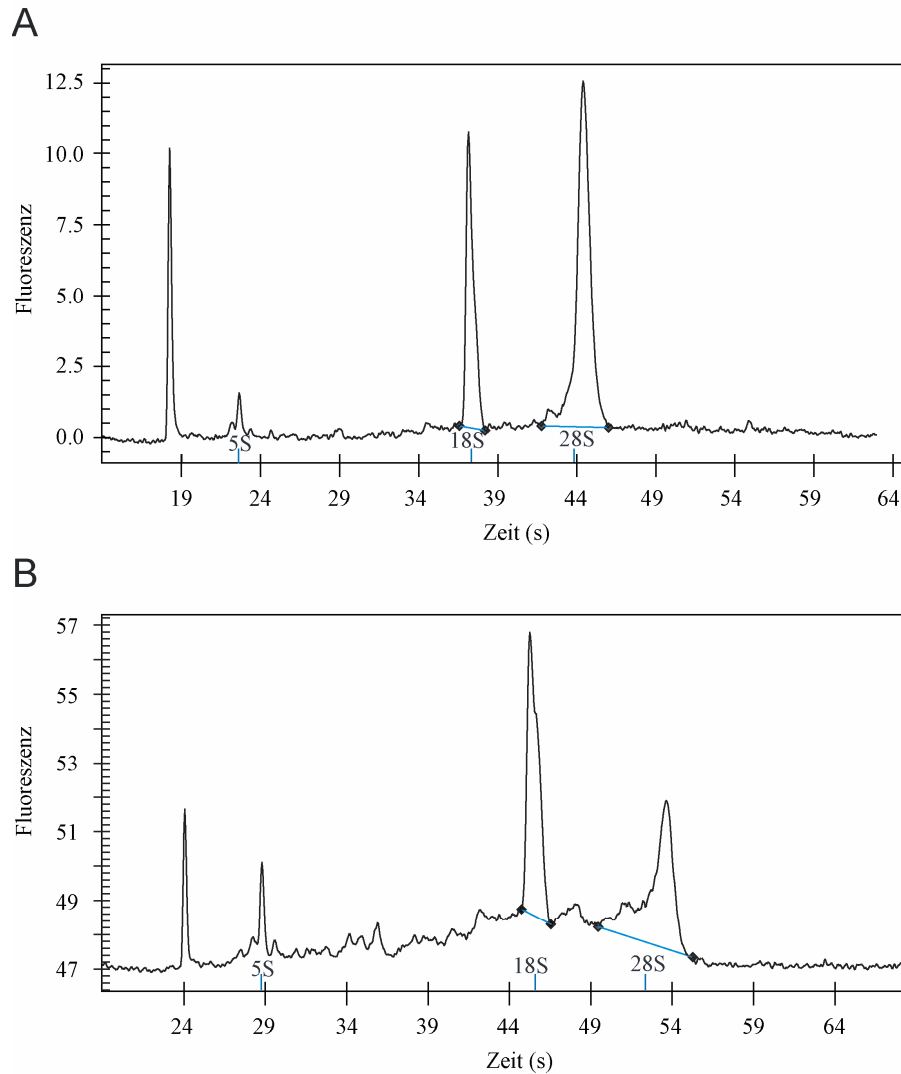 A
Fluoreszenz
12.5
10.0
7.5
5.0
2.5
0.0
5S
18S
28S
19 24 29 34 39 44 49 54 59 64
Zeit (s)
B
Fluoreszenz
57
55
53
51
49
47
5S
18S
28S
24 29 34 39 44 49 54 59 64
Zeit (s)